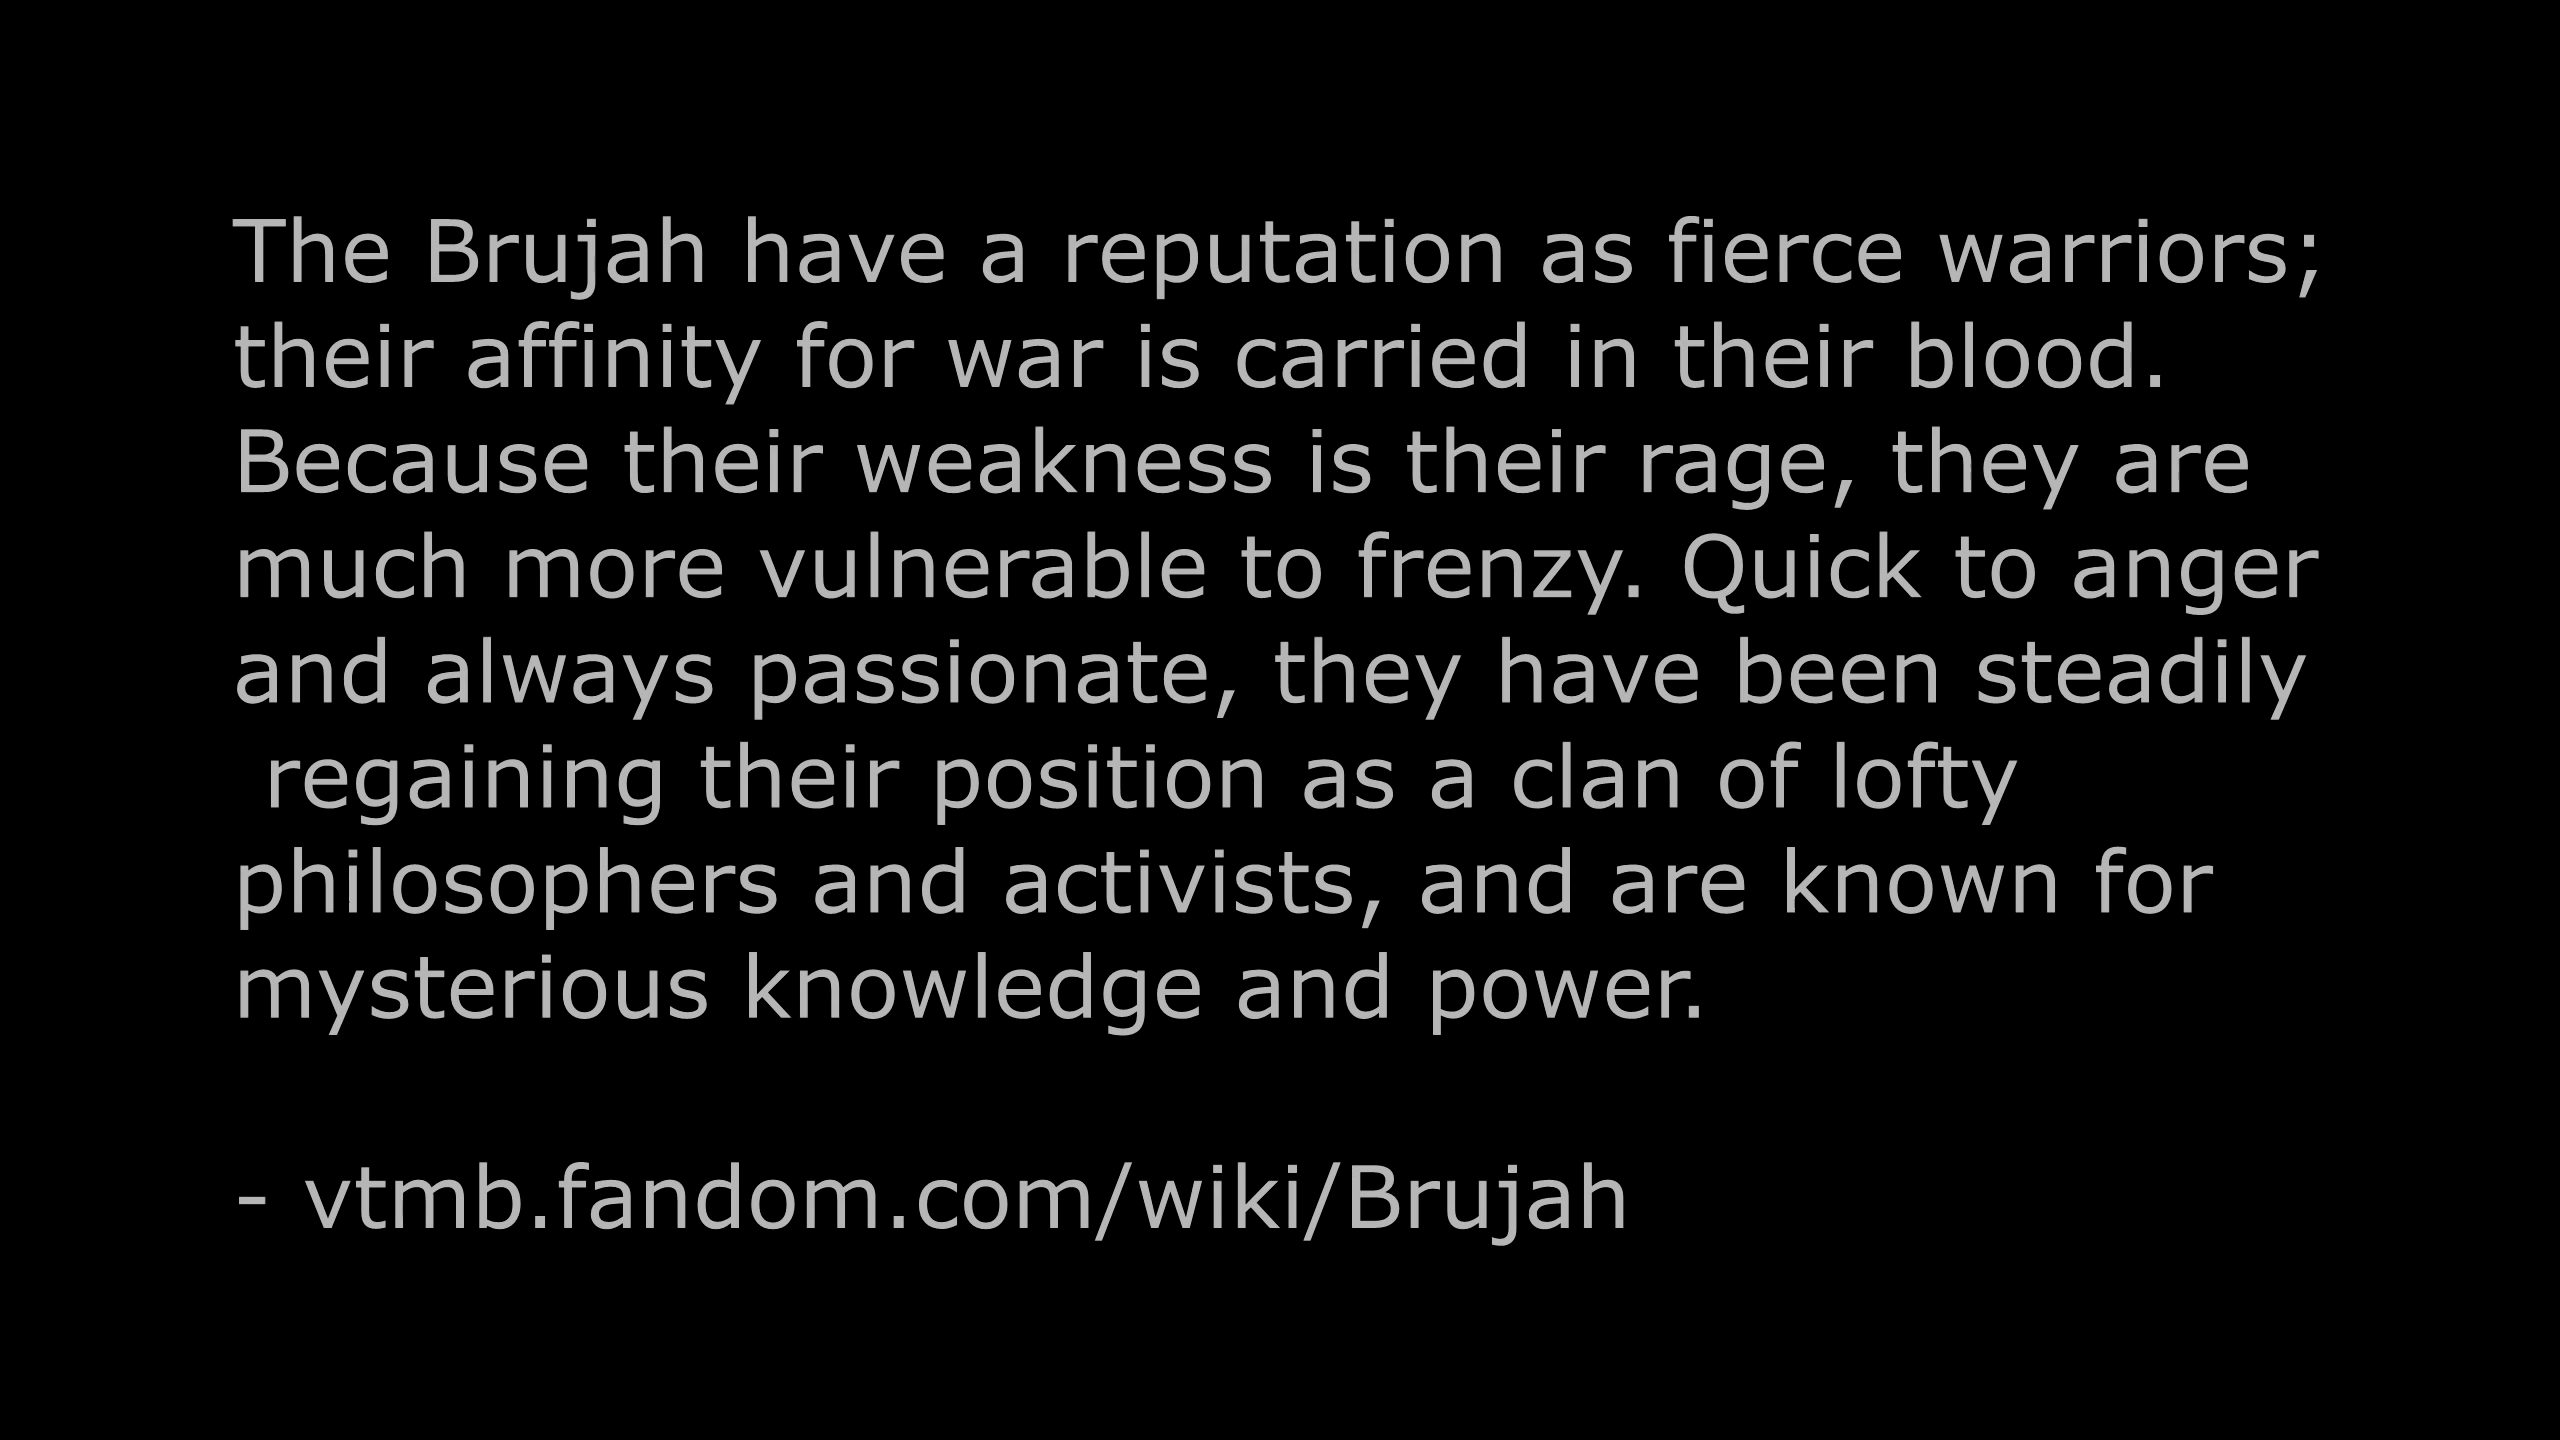 The Brujah have a reputation as fierce warriors;
their affinity for war is carried in their blood.
Because their weakness is their rage, they are
much more vulnerable to frenzy. Quick to anger
and always passionate, they have been steadily
regaining their position as a clan of lofty
philosophers and activists, and are known for
mysterious knowledge and power.
- vtmb.fandom.com/wiki/Brujah